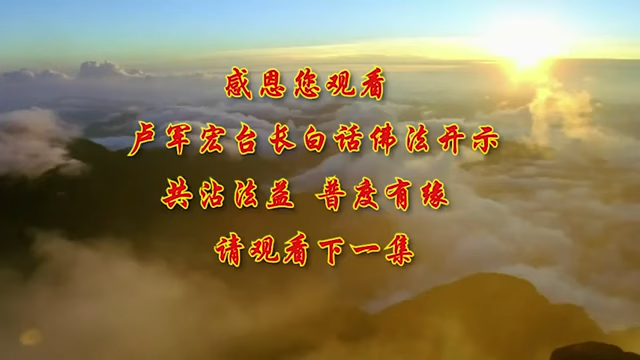 感恩您观看
卢军宏台长白话佛法开示
共沾法益 普度有缘
请观看下一集